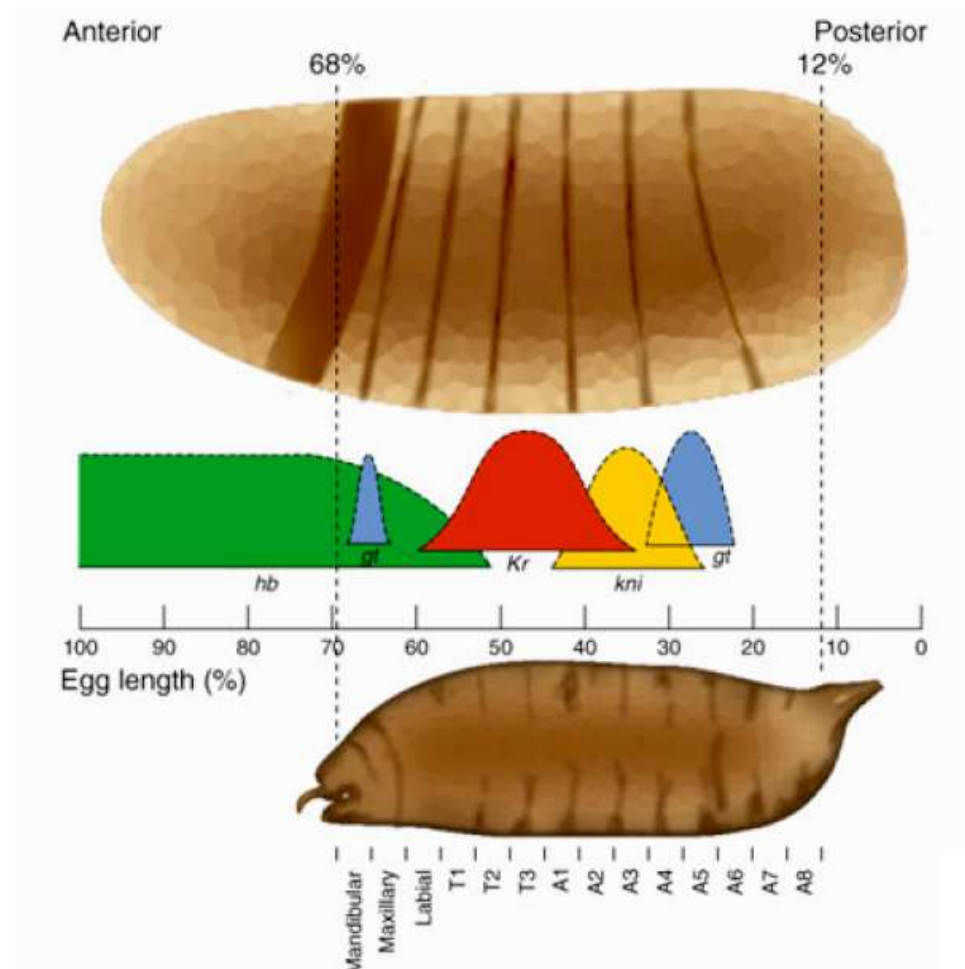 Anterior Posterior
68% 12%
gt
Kr
gt
hb
kni
100 90 80 70 60 50 40 30 20 10 0
Egg length (%)
Mandibular
Maxillary
Labial
T1
T2
T3
A1
A2
A3
A4
A5
A6
A7
A8